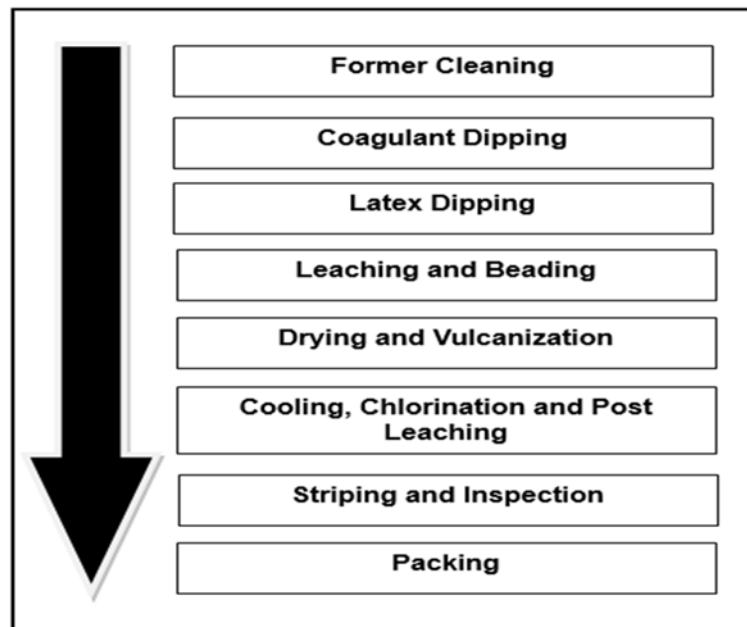 Former Cleaning
Coagulant Dipping
Latex Dipping
Leaching and Beading
Drying and Vulcanization
Cooling, Chlorination and Post
Leaching
Striping and Inspection
Packing